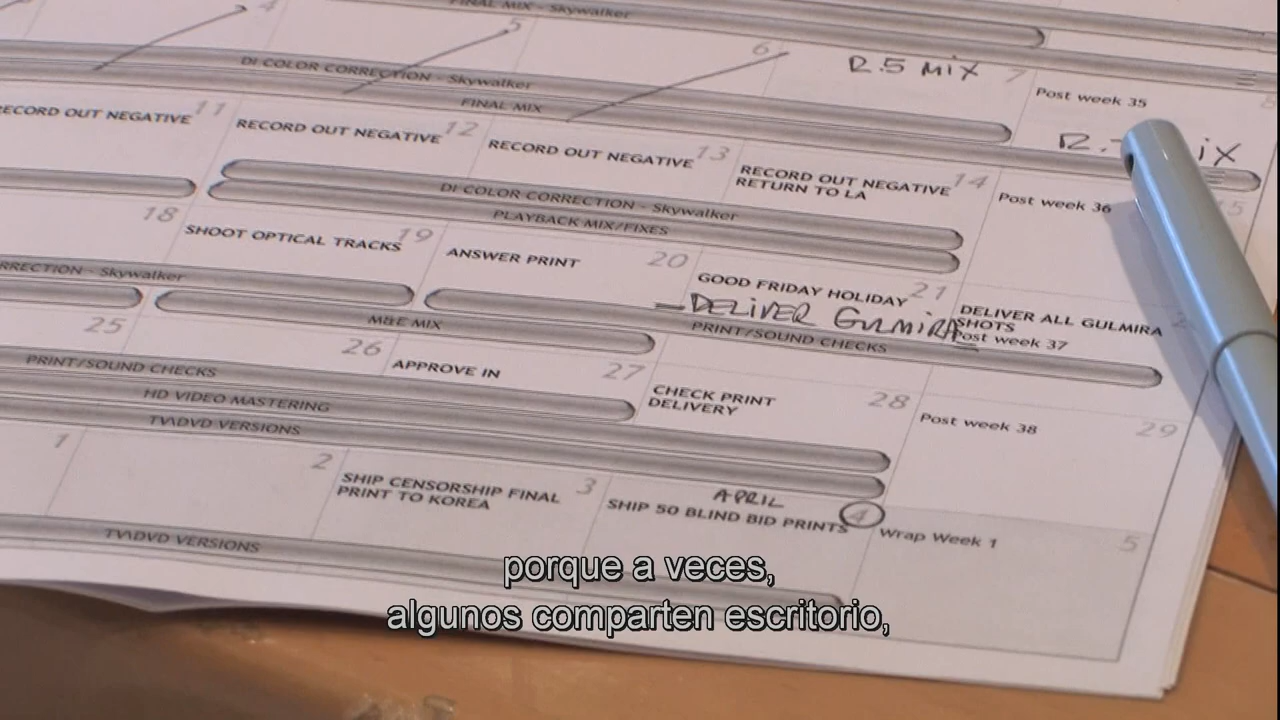 FINAL MIX - Skywalker
4
5
6
R.5 MIX
7
DI COLOR CORRECTION - Skywalker
FINAL MIX
Post week 35
8
RECORD OUT NEGATIVE
11
RECORD OUT NEGATIVE
12
RECORD OUT NEGATIVE
13
RECORD OUT NEGATIVE
RETURN TO LA
14
Post week 36
15
DI COLOR CORRECTION - Skywalker
PLAYBACK MIX/FIXES
18
SHOOT OPTICAL TRACKS
19
ANSWER PRINT
20
GOOD FRIDAY HOLIDAY
21
- DELIVER GULMIRA
DELIVER ALL GULMIRA
SHOTS
Post week 37
RRECTION - Skywalker
M&E MIX
PRINT/SOUND CHECKS
25
26
APPROVE IN
27
CHECK PRINT
DELIVERY
28
Post week 38
29
PRINT/SOUND CHECKS
HD VIDEO MASTERING
TV\DVD VERSIONS
1
2
SHIP CENSORSHIP FINAL
PRINT TO KOREA
3
APRIL
SHIP 50 BLIND BID PRINTS
4
Wrap Week 1
5
TV\DVD VERSIONS
porque a veces,
algunos comparten escritorio,